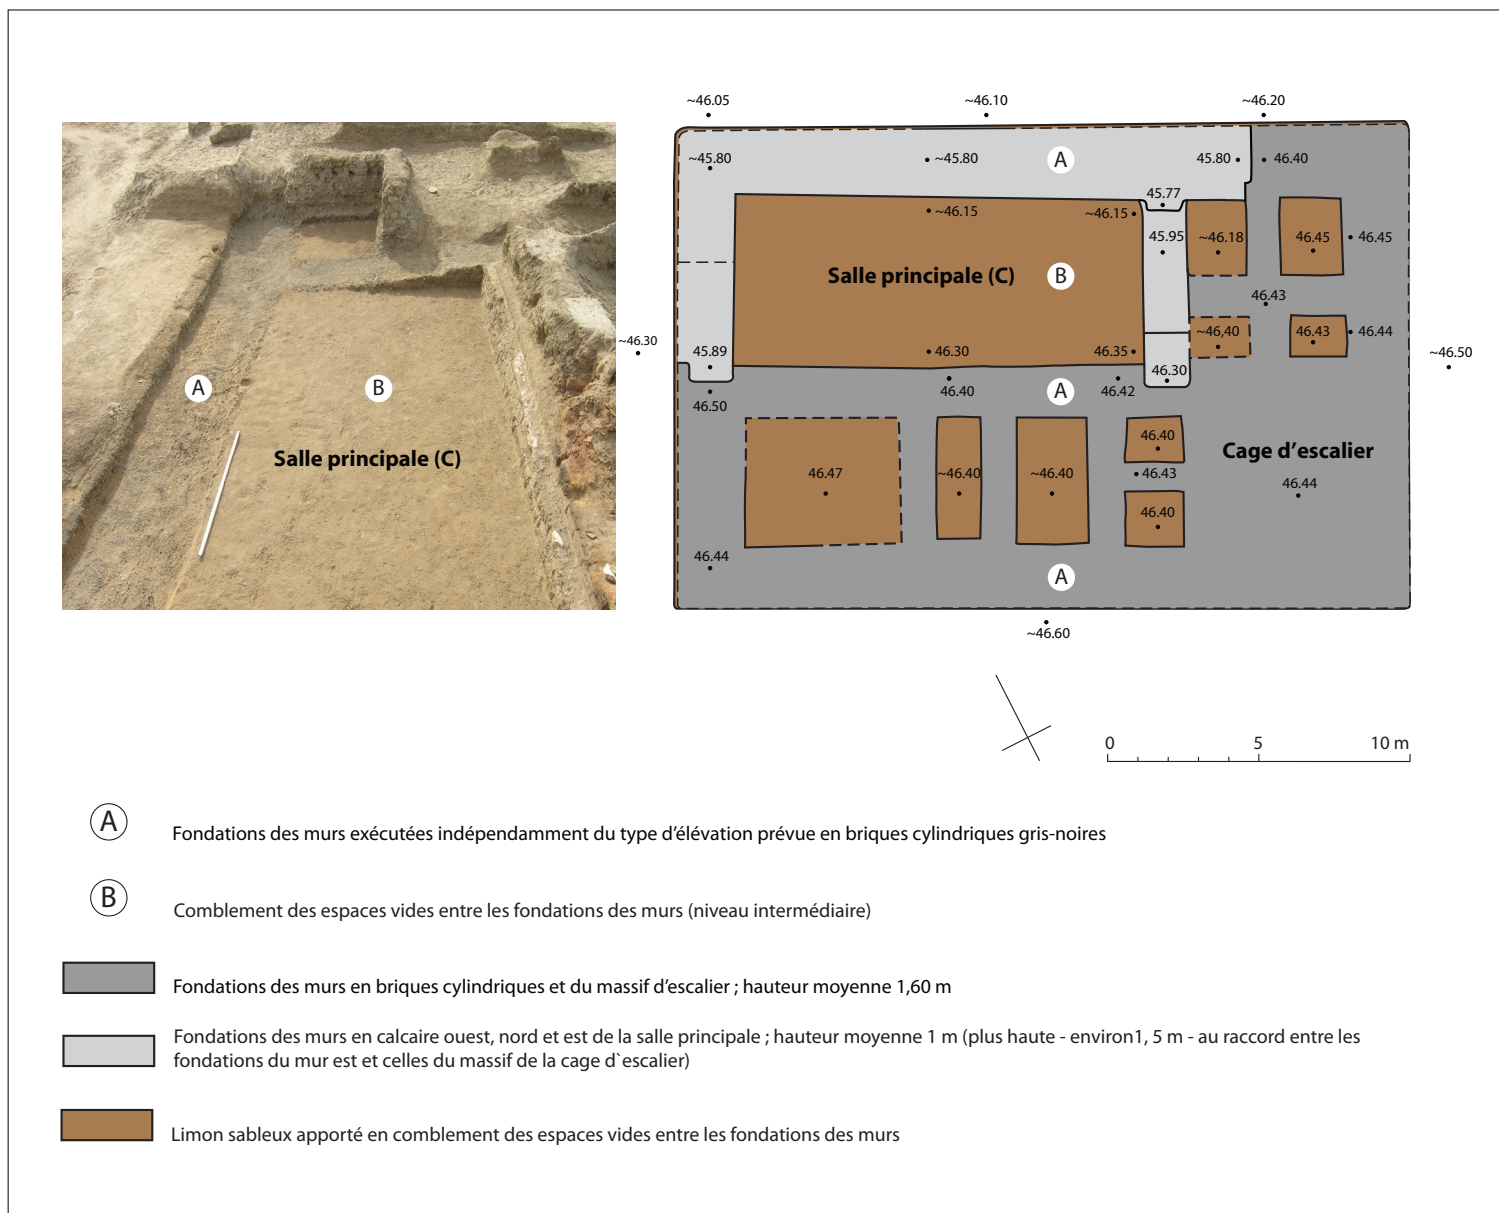 A
B
Salle principale (C)
~46.05
~46.10
~46.20
~45.80
~45.80
A
45.80
46.40
45.77
~46.15
~46.15
45.95
~46.18
46.45
46.45
Salle principale (C)
B
46.43
~46.30
45.89
46.30
46.35
~46,40
46.43
46.44
~46.50
46.30
46.50
46.40
A
46.42
46.40
Cage d’escalier
46.47
~46.40
~46.40
46.43
46.44
46.40
46.44
A
~46.60
0 5 10 m
A
Fondations des murs exécutées indépendamment du type d’élévation prévue en briques cylindriques gris-noires
B
Comblement des espaces vides entre les fondations des murs (niveau intermédiaire)
Fondations des murs en briques cylindriques et du massif d’escalier ; hauteur moyenne 1,60 m
Fondations des murs en calcaire ouest, nord et est de la salle principale ; hauteur moyenne 1 m (plus haute - environ1, 5 m - au raccord entre les
fondations du mur est et celles du massif de la cage d`escalier)
Limon sableux apporté en comblement des espaces vides entre les fondations des murs